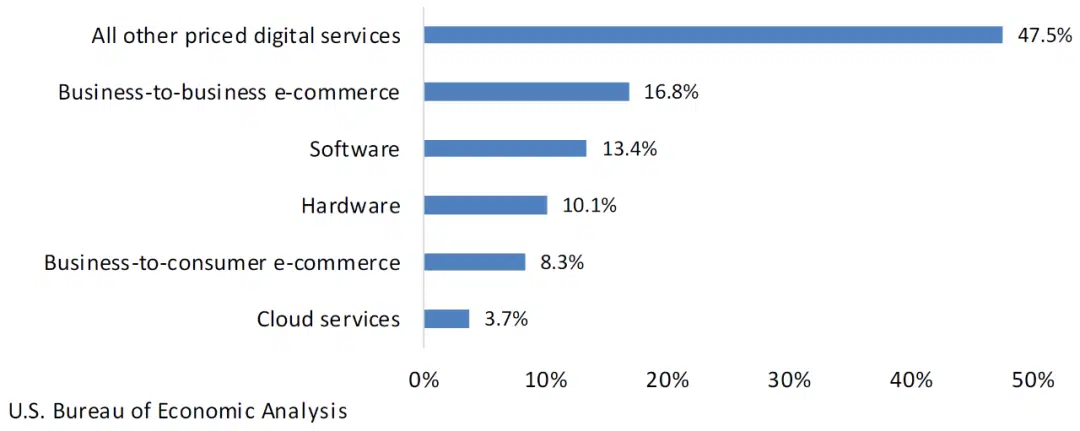 All other priced digital services 47.5%
Business-to-business e-commerce 16.8%
Software 13.4%
Hardware 10.1%
Business-to-consumer e-commerce 8.3%
Cloud services 3.7%
0% 10% 20% 30% 40% 50%
U.S. Bureau of Economic Analysis